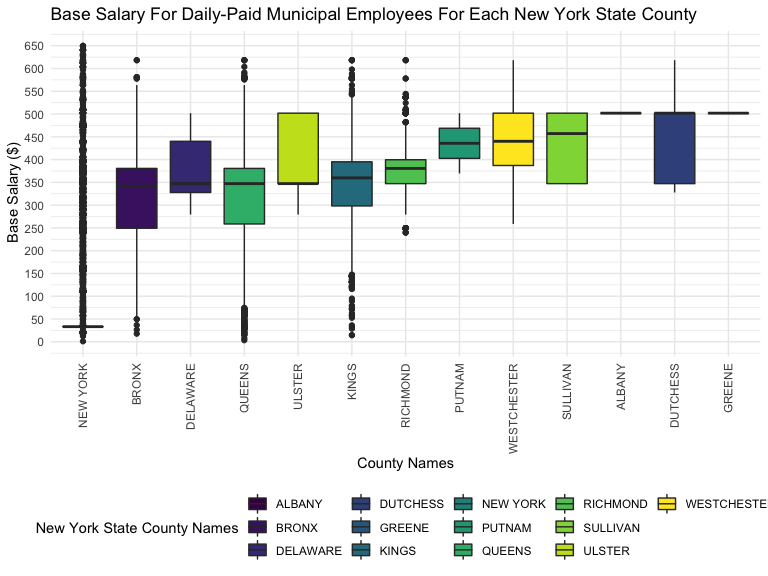 Base Salary For Daily-Paid Municipal Employees For Each New York State County
Base Salary ($)
650
600
550
500
450
400
350
300
250
200
150
100
50
0
NEW YORK
BRONX
DELAWARE
QUEENS
ULSTER
KINGS
RICHMOND
PUTNAM
WESTCHESTER
SULLIVAN
ALBANY
DUTCHESS
GREENE
County Names
New York State County Names
ALBANY DUTCHESS NEW YORK RICHMOND WESTCHESTE
BRONX GREENE PUTNAM SULLIVAN
DELAWARE KINGS QUEENS ULSTER